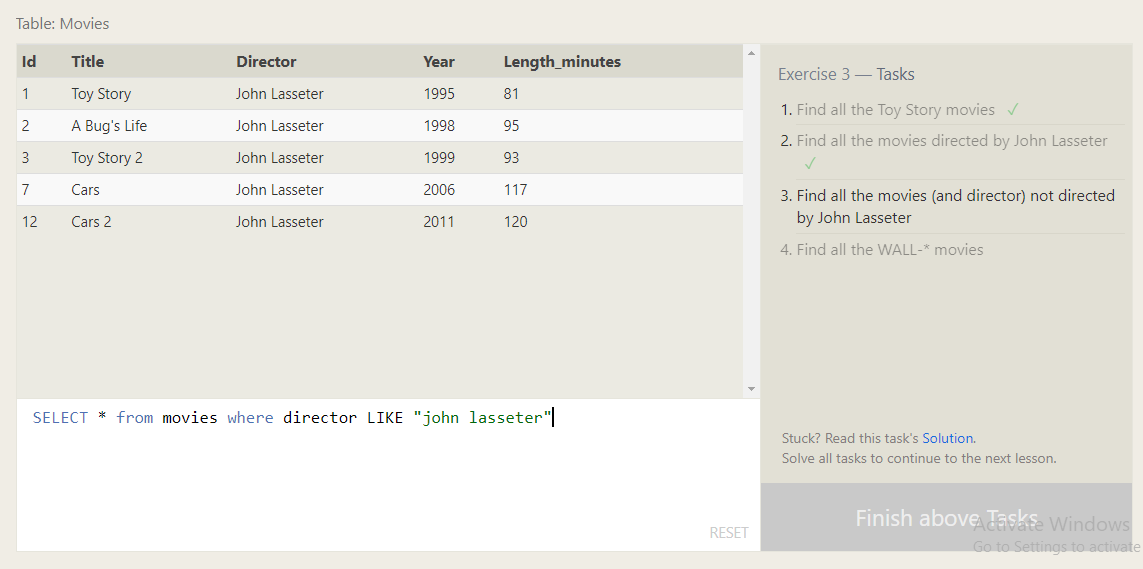 Table: Movies
Id Title Director Year Length_minutes
1 Toy Story John Lasseter 1995 81
2 A Bug's Life John Lasseter 1998 95
3 Toy Story 2 John Lasseter 1999 93
7 Cars John Lasseter 2006 117
12 Cars 2 John Lasseter 2011 120
SELECT * from movies where director LIKE "john lasseter"
RESET
Exercise 3 — Tasks
1. Find all the Toy Story movies ✓
2. Find all the movies directed by John Lasseter
✓
3. Find all the movies (and director) not directed
by John Lasseter
4. Find all the WALL-* movies
Stuck? Read this task's Solution.
Solve all tasks to continue to the next lesson.
Finish above Tasks
Activate Windows
Go to Settings to activate